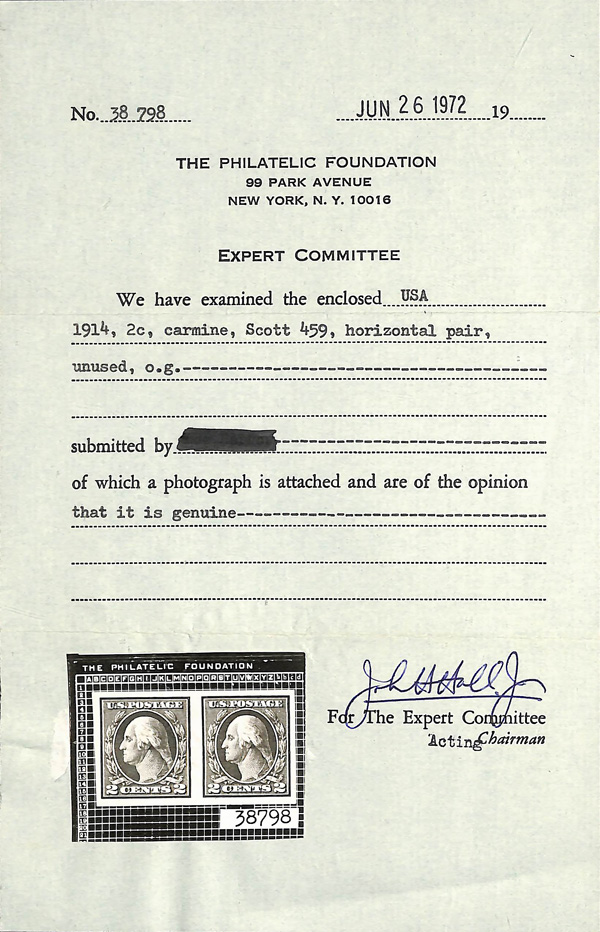 No. 38 798 JUN 26 1972 19
THE PHILATELIC FOUNDATION
99 PARK AVENUE
NEW YORK, N. Y. 10016
EXPERT COMMITTEE
We have examined the enclosed USA
1914, 2c, carmine, Scott 459, horizontal pair,
unused, o.g.
submitted by
of which a photograph is attached and are of the opinion
that it is genuine
John H Hall Jr
For The Expert Committee
Acting Chairman
THE PHILATELIC FOUNDATION
ABCDEFGHIJKLMNOPQRSTUVWXYZ
U.S. POSTAGE U.S. POSTAGE
2 CENTS 2 2 CENTS 2
38798